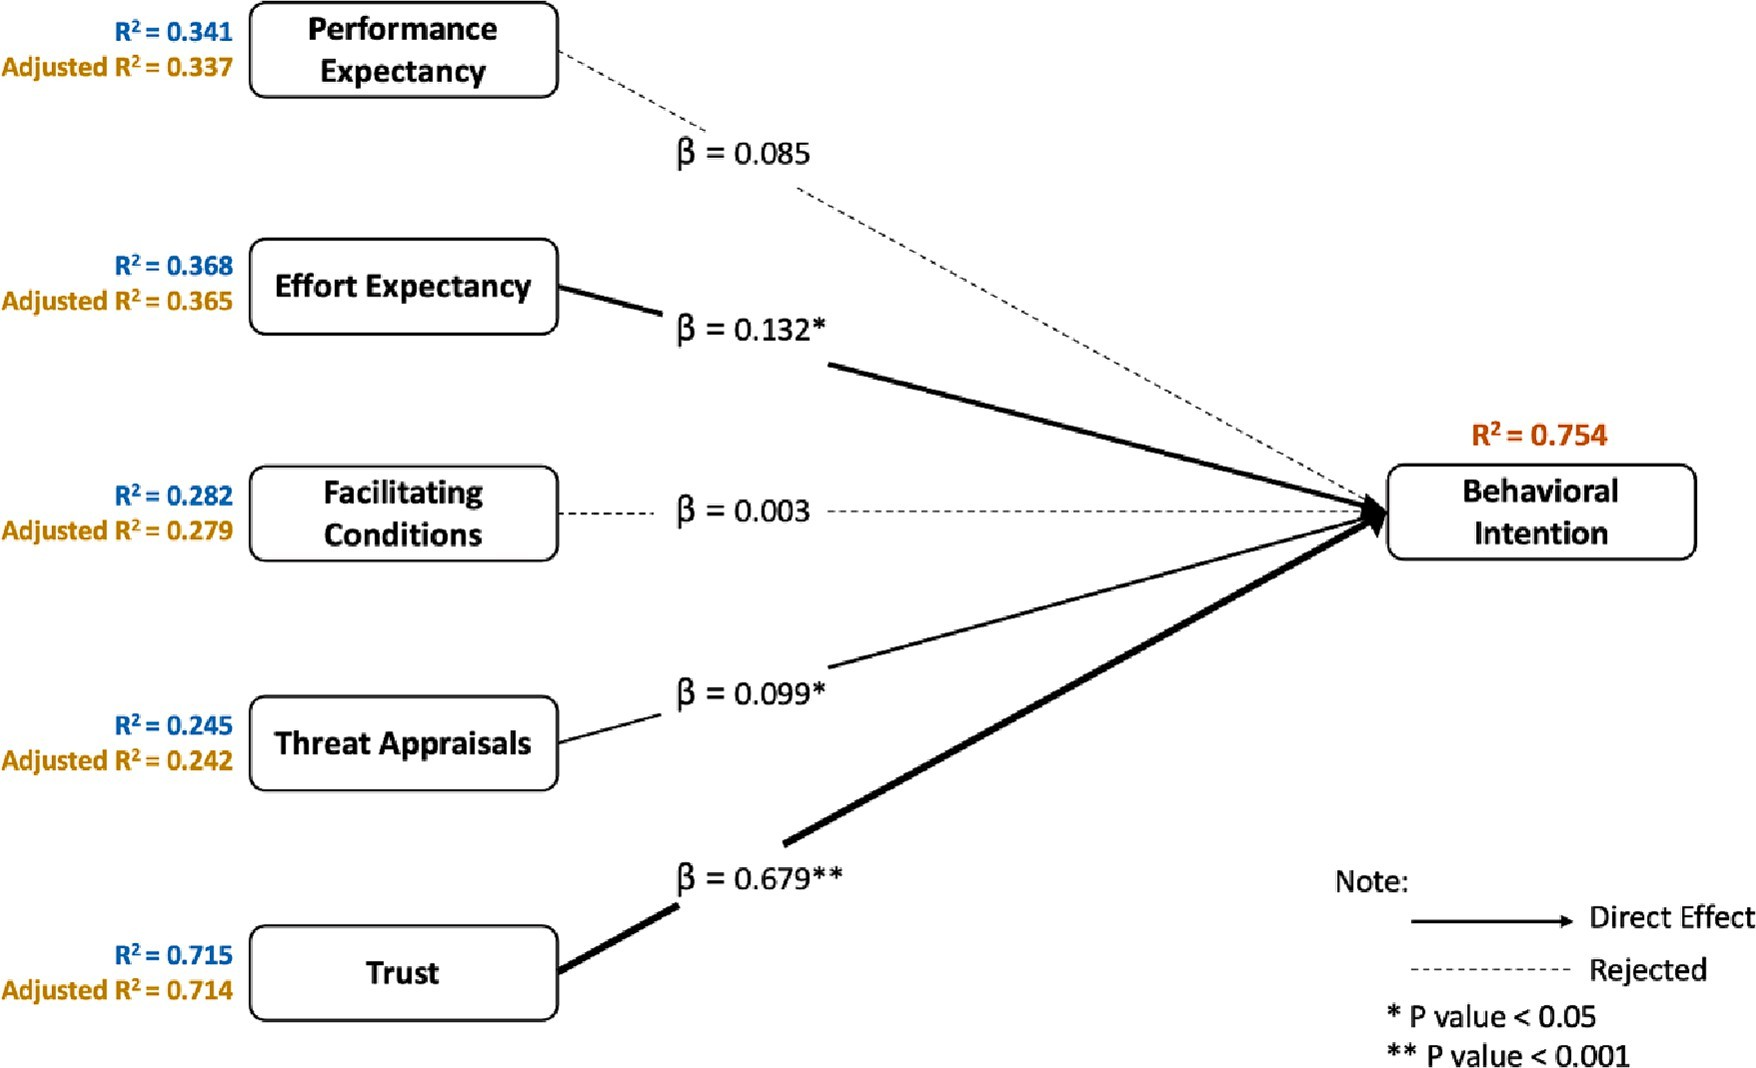 R² = 0.341
Adjusted R² = 0.337
Performance
Expectancy
β = 0.085
R² = 0.368
Adjusted R² = 0.365
Effort Expectancy
β = 0.132*
R² = 0.282
Adjusted R² = 0.279
Facilitating
Conditions
β = 0.003
R² = 0.754
Behavioral
Intention
R² = 0.245
Adjusted R² = 0.242
Threat Appraisals
β = 0.099*
β = 0.679**
R² = 0.715
Adjusted R² = 0.714
Trust
Note:
Direct Effect
Rejected
* P value < 0.05
** P value < 0.001